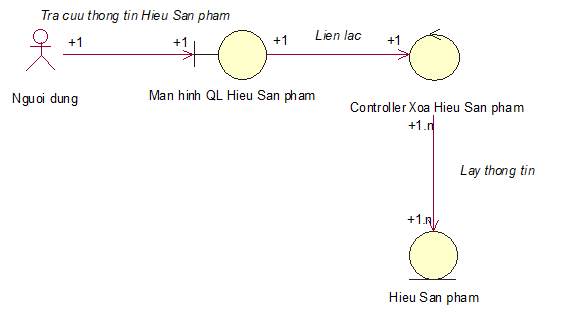 Tra cuu thong tin Hieu San pham
+1
+1
+1
Lien lac
+1
Nguoi dung
Man hinh QL Hieu San pham
Controller Xoa Hieu San pham
+1.n
Lay thong tin
+1.n
Hieu San pham